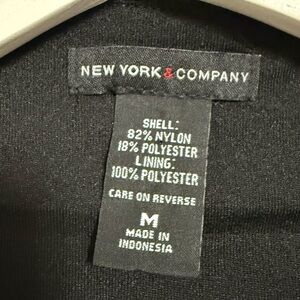 NEW YORK & COMPANY
SHELL:
82% NYLON
18% POLYESTER
LINING:
100% POLYESTER
CARE ON REVERSE
M
MADE IN
INDONESIA